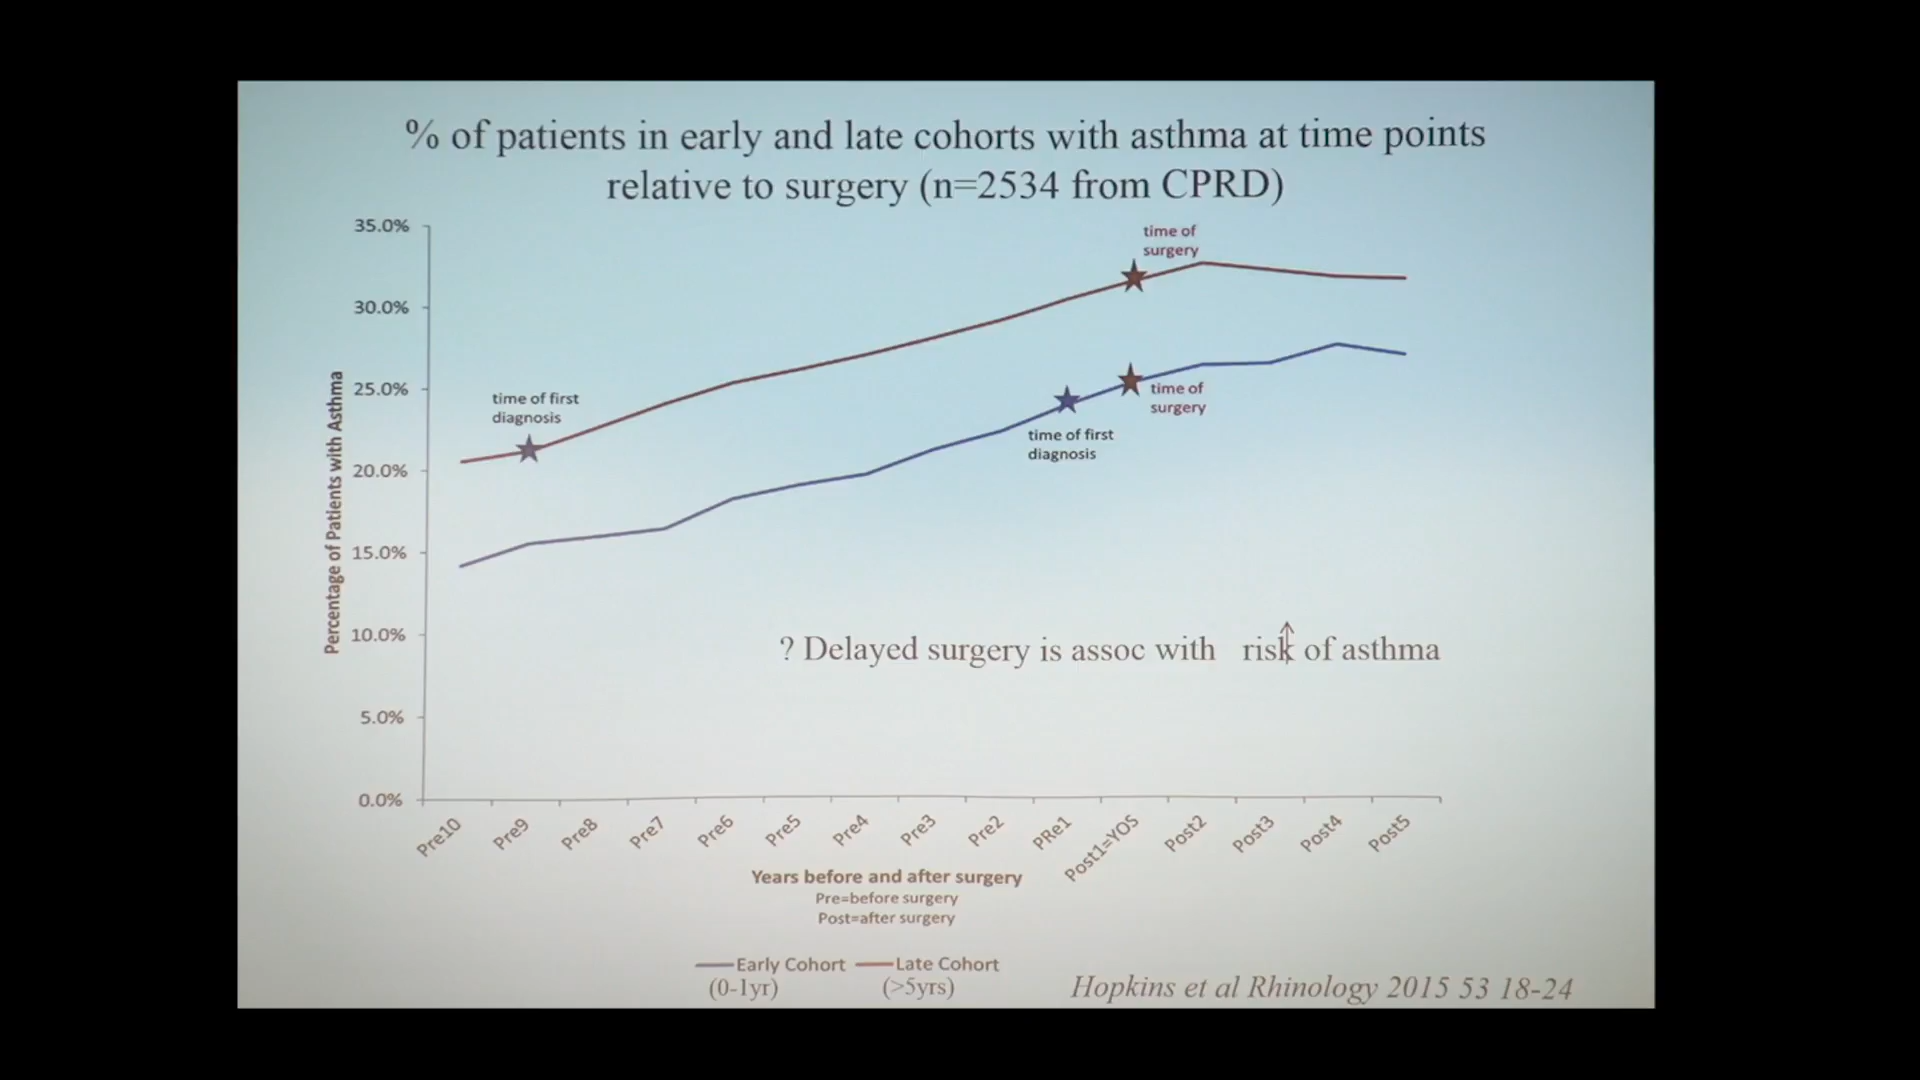 % of patients in early and late cohorts with asthma at time points
relative to surgery (n=2534 from CPRD)
35.0%
30.0%
25.0%
20.0%
15.0%
10.0%
5.0%
0.0%
Percentage of Patients with Asthma
time of
surgery
time of first
diagnosis
time of
surgery
time of first
diagnosis
? Delayed surgery is assoc with ↑ risk of asthma
Pre10
Pre9
Pre8
Pre7
Pre6
Pre5
Pre4
Pre3
Pre2
PRe1
Post1=YOS
Post2
Post3
Post4
Post5
Years before and after surgery
Pre=before surgery
Post=after surgery
Early Cohort Late Cohort
(0-1yr) (>5yrs)
Hopkins et al Rhinology 2015 53 18-24